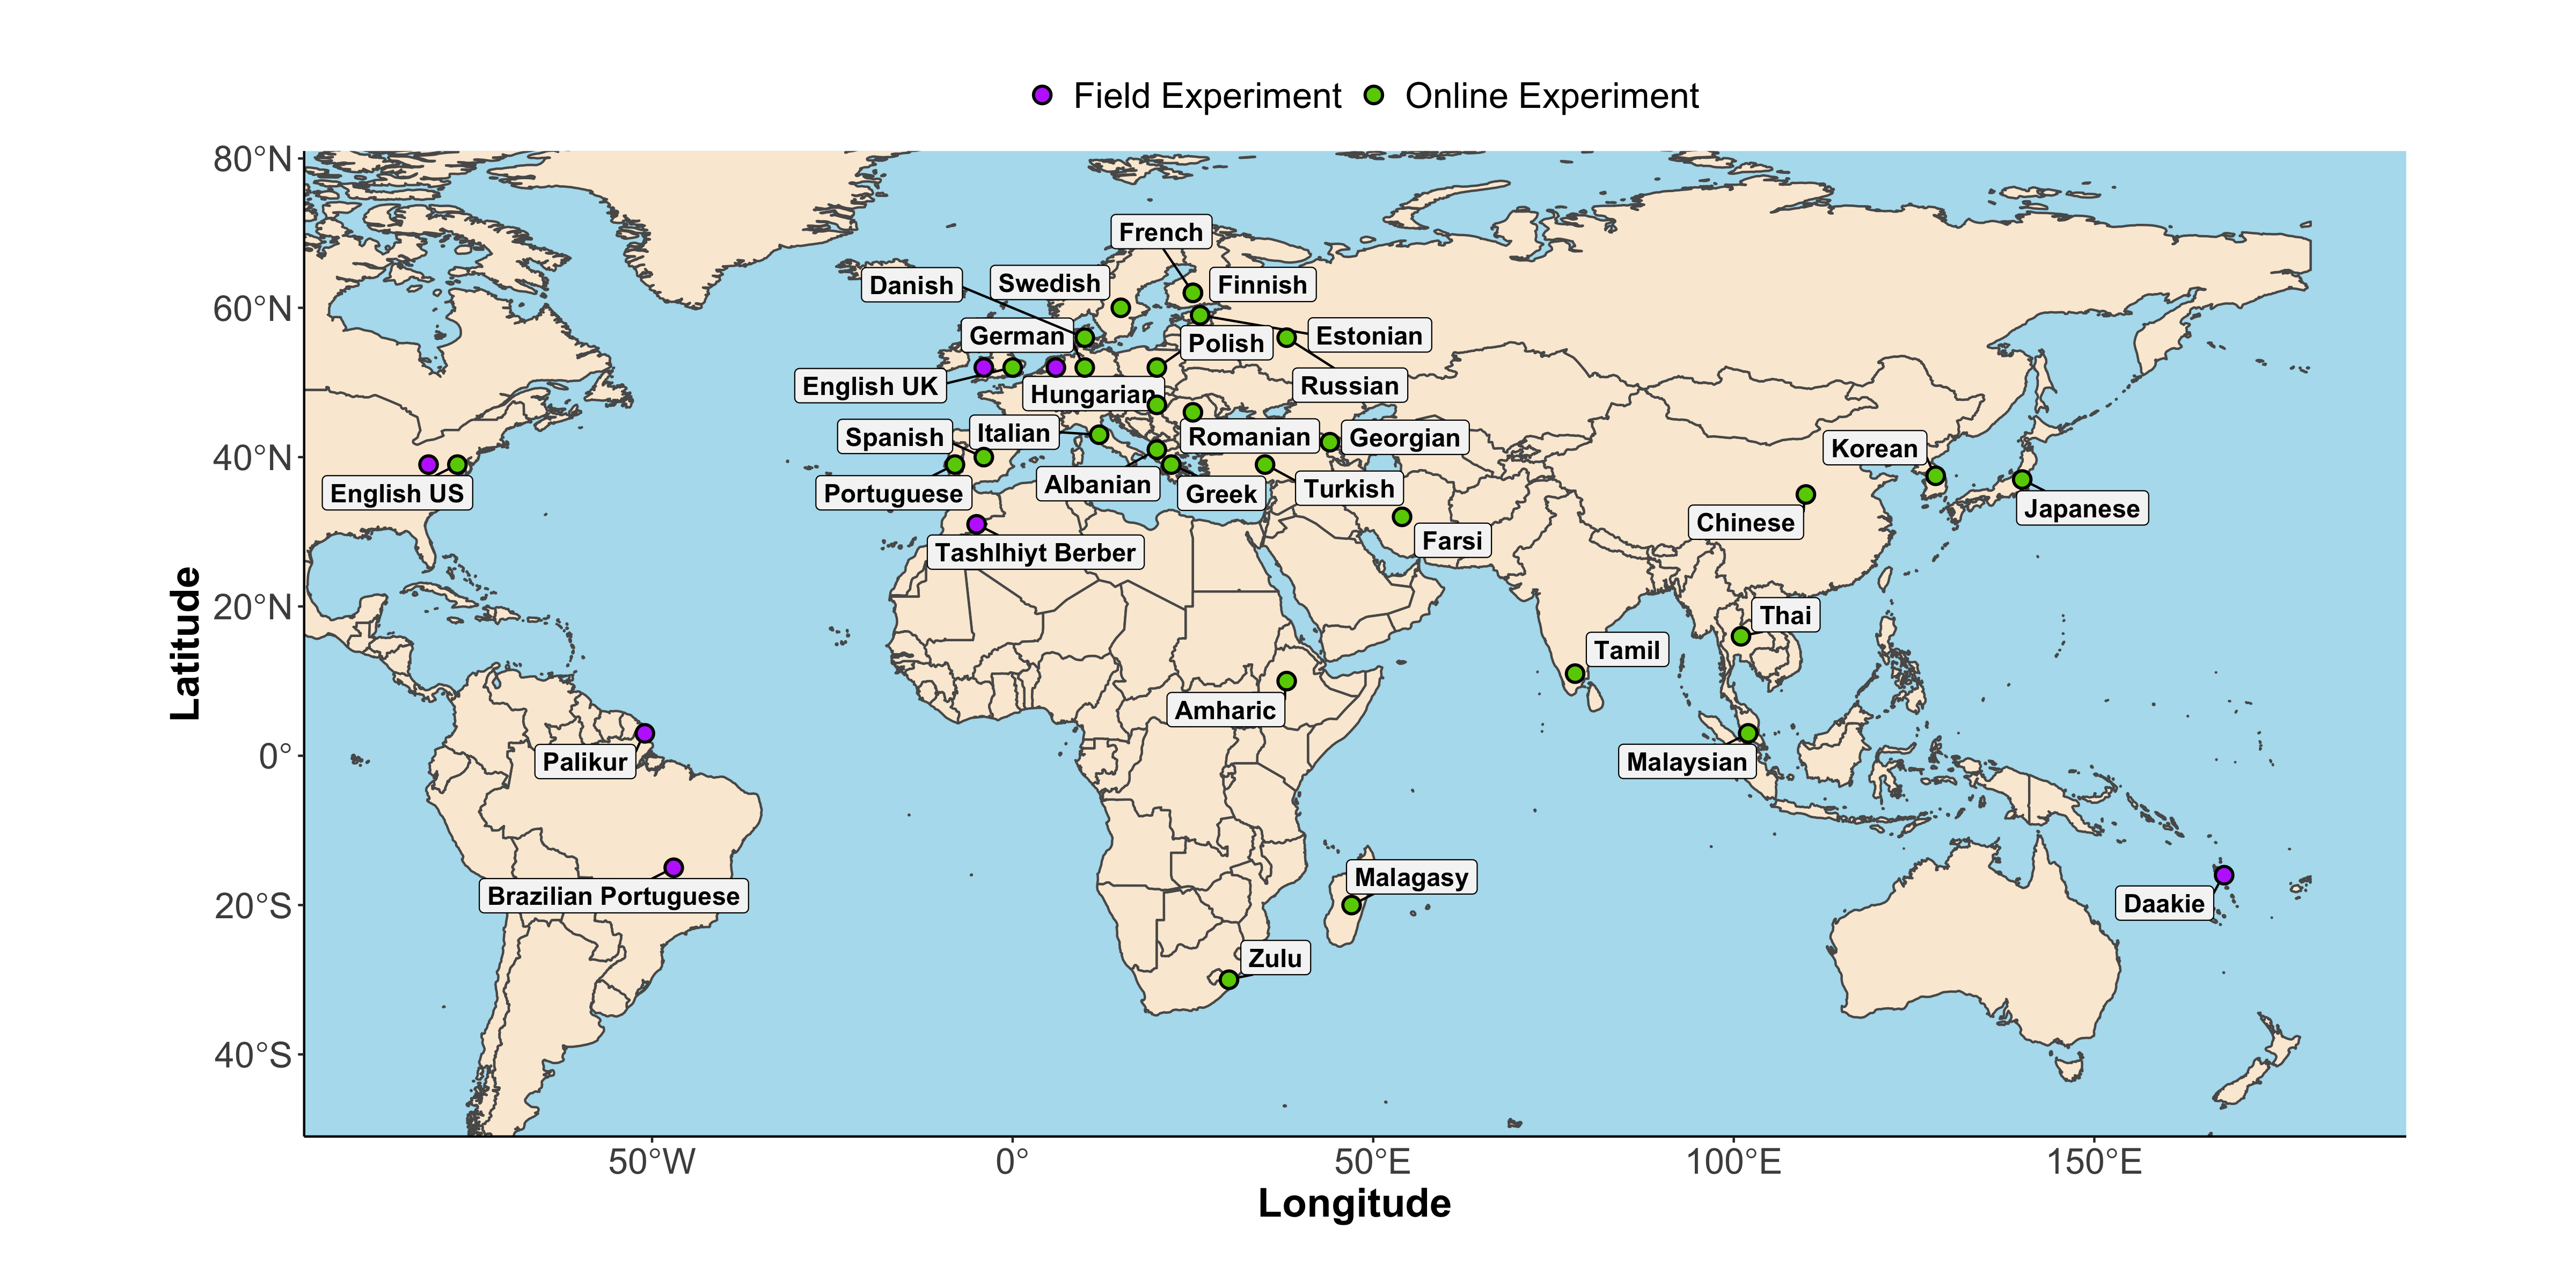 Field Experiment Online Experiment
80°N
60°N
40°N
20°N
0°
20°S
40°S
Latitude
French
Danish
Swedish
Finnish
German
Polish
Estonian
English UK
Hungarian
Russian
Spanish
Italian
Romanian
Georgian
Korean
English US
Portuguese
Albanian
Greek
Turkish
Chinese
Japanese
Tashlhiyt Berber
Farsi
Thai
Tamil
Amharic
Palikur
Malaysian
Brazilian Portuguese
Malagasy
Daakie
Zulu
50°W
0°
50°E
100°E
150°E
Longitude